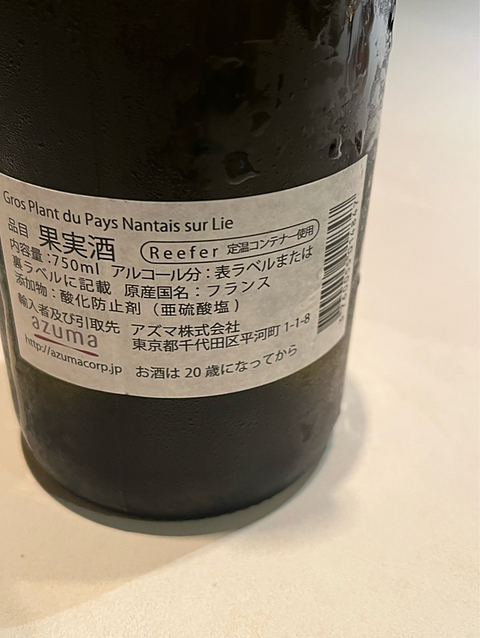 Gros Plant du Pays Nantais sur Lie
品目 果実酒 Reefer 定温コンテナー使用
内容量:750ml アルコール分:表ラベルまたは
裏ラベルに記載 原産国名:フランス
添加物:酸化防止剤(亜硫酸塩)
輸入者及び引取先 アズマ株式会社
azuma 東京都千代田区平河町 1-1-8
http://azumacorp.jp お酒は 20 歳になってから